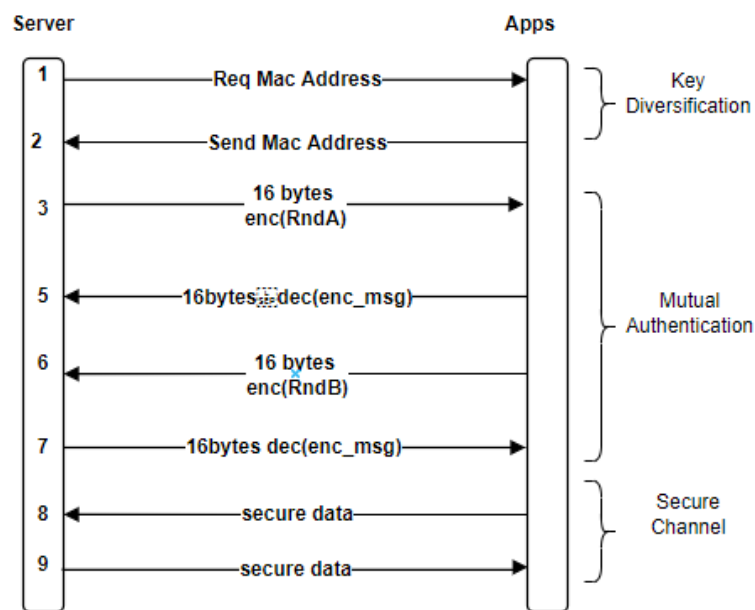 Server
Apps
1
Req Mac Address
Key
Diversification
2
Send Mac Address
3
16 bytes
enc(RndA)
5
16bytes dec(enc_msg)
Mutual
Authentication
6
16 bytes
enc(RndB)
7
16bytes dec(enc_msg)
8
secure data
Secure
Channel
9
secure data